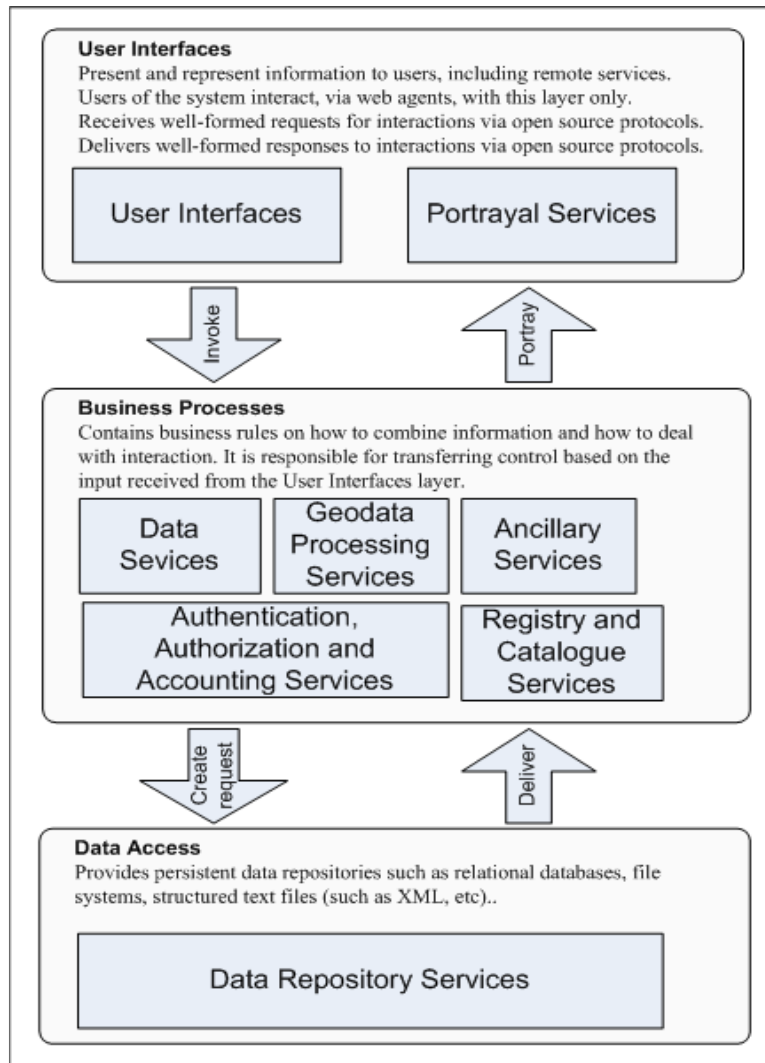 User Interfaces
Present and represent information to users, including remote services.
Users of the system interact, via web agents, with this layer only.
Receives well-formed requests for interactions via open source protocols.
Delivers well-formed responses to interactions via open source protocols.
User Interfaces
Portrayal Services
Invoke
Portray
Business Processes
Contains business rules on how to combine information and how to deal
with interaction. It is responsible for transferring control based on the
input received from the User Interfaces layer.
Data
Sevices
Geodata
Processing
Services
Ancillary
Services
Authentication,
Authorization and
Accounting Services
Registry and
Catalogue
Services
Create
request
Deliver
Data Access
Provides persistent data repositories such as relational databases, file
systems, structured text files (such as XML, etc)..
Data Repository Services